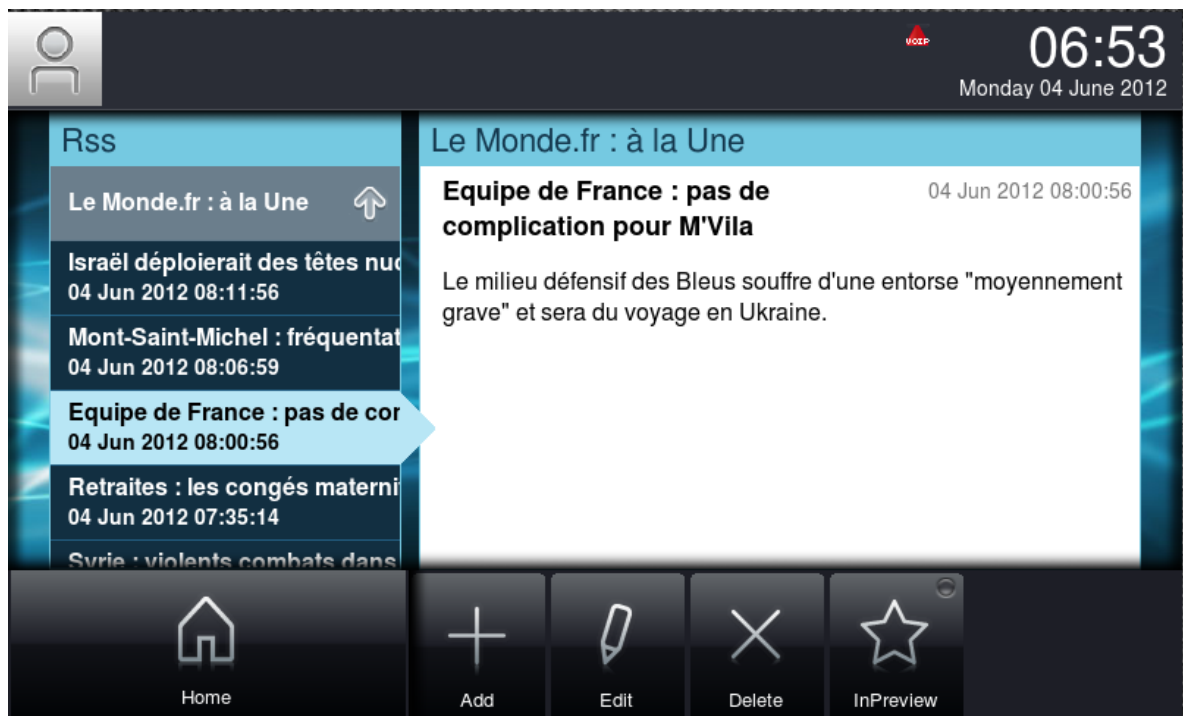 VOIP
06:53
Monday 04 June 2012
Rss
Le Monde.fr : à la Une
Israël déploierait des têtes nuc
04 Jun 2012 08:11:56
Mont-Saint-Michel : fréquentat
04 Jun 2012 08:06:59
Equipe de France : pas de cor
04 Jun 2012 08:00:56
Retraites : les congés materni
04 Jun 2012 07:35:14
Syrie : violents combats dans
Le Monde.fr : à la Une
Equipe de France : pas de
complication pour M'Vila
04 Jun 2012 08:00:56
Le milieu défensif des Bleus souffre d'une entorse "moyennement
grave" et sera du voyage en Ukraine.
Home
Add
Edit
Delete
InPreview